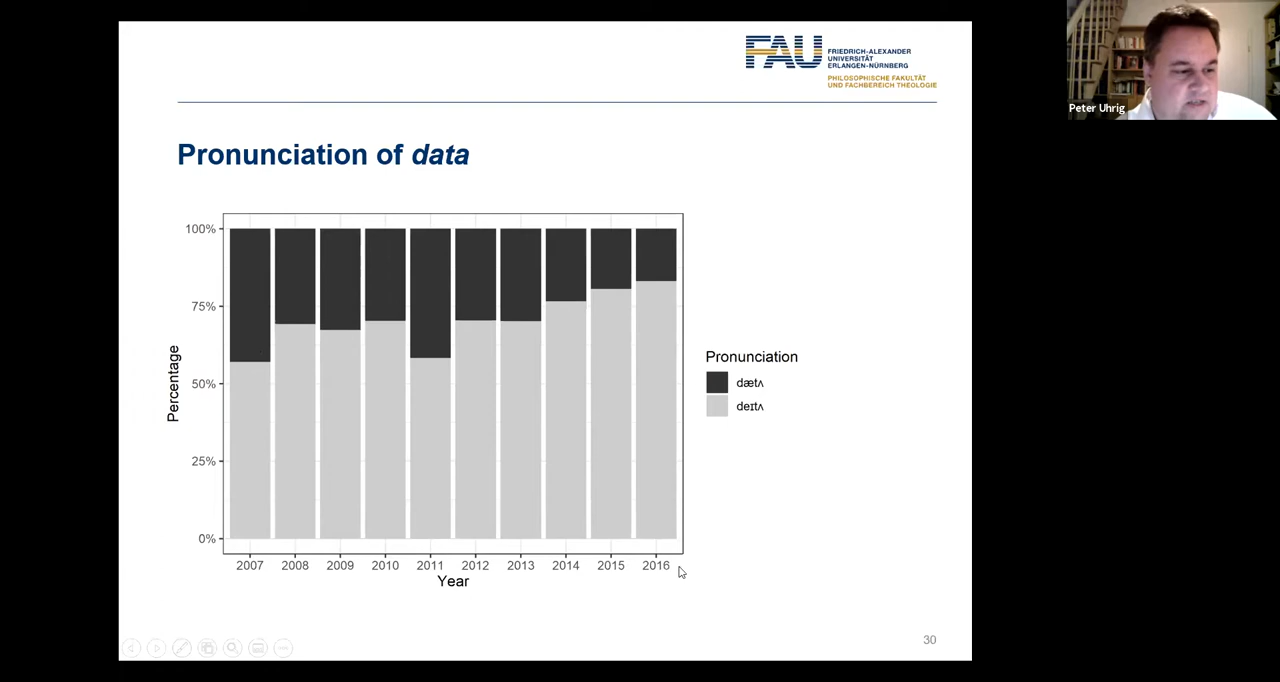 FAU
FRIEDRICH-ALEXANDER
UNIVERSITÄT
ERLANGEN-NÜRNBERG
PHILOSOPHISCHE FAKULTÄT
UND FACHBEREICH THEOLOGIE
Peter Uhrig
Pronunciation of data
100%
75%
50%
25%
0%
Percentage
2007 2008 2009 2010 2011 2012 2013 2014 2015 2016
Year
Pronunciation
dætʌ
deɪtʌ
30